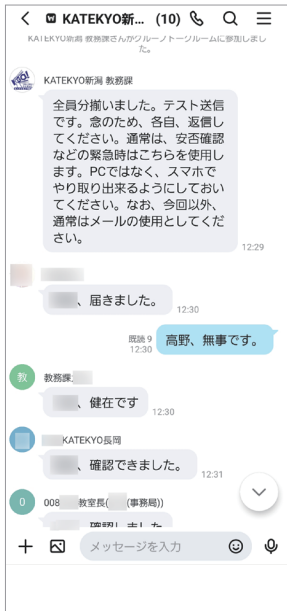 KATEKYO新... (10)
KATEKYO新潟 教務課さんがグループトークルームに参加しまし
た。
KATEKYO新潟 教務課
全員分揃いました。テスト送信
です。念のため、各自、返信し
てください。通常は、安否確認
などの緊急時はこちらを使用し
ます。PCではなく、スマホで
やり取り出来るようにしておい
てください。なお、今回以外、
通常はメールの使用としてくだ
さい。
12:29
、届きました。
12:30
既読 9
12:30
高野、無事です。
教
教務課
、健在です
12:30
KATEKYO長岡
、確認できました。
12:31
0
008 教室長( (事務局))
確認しました
メッセージを入力